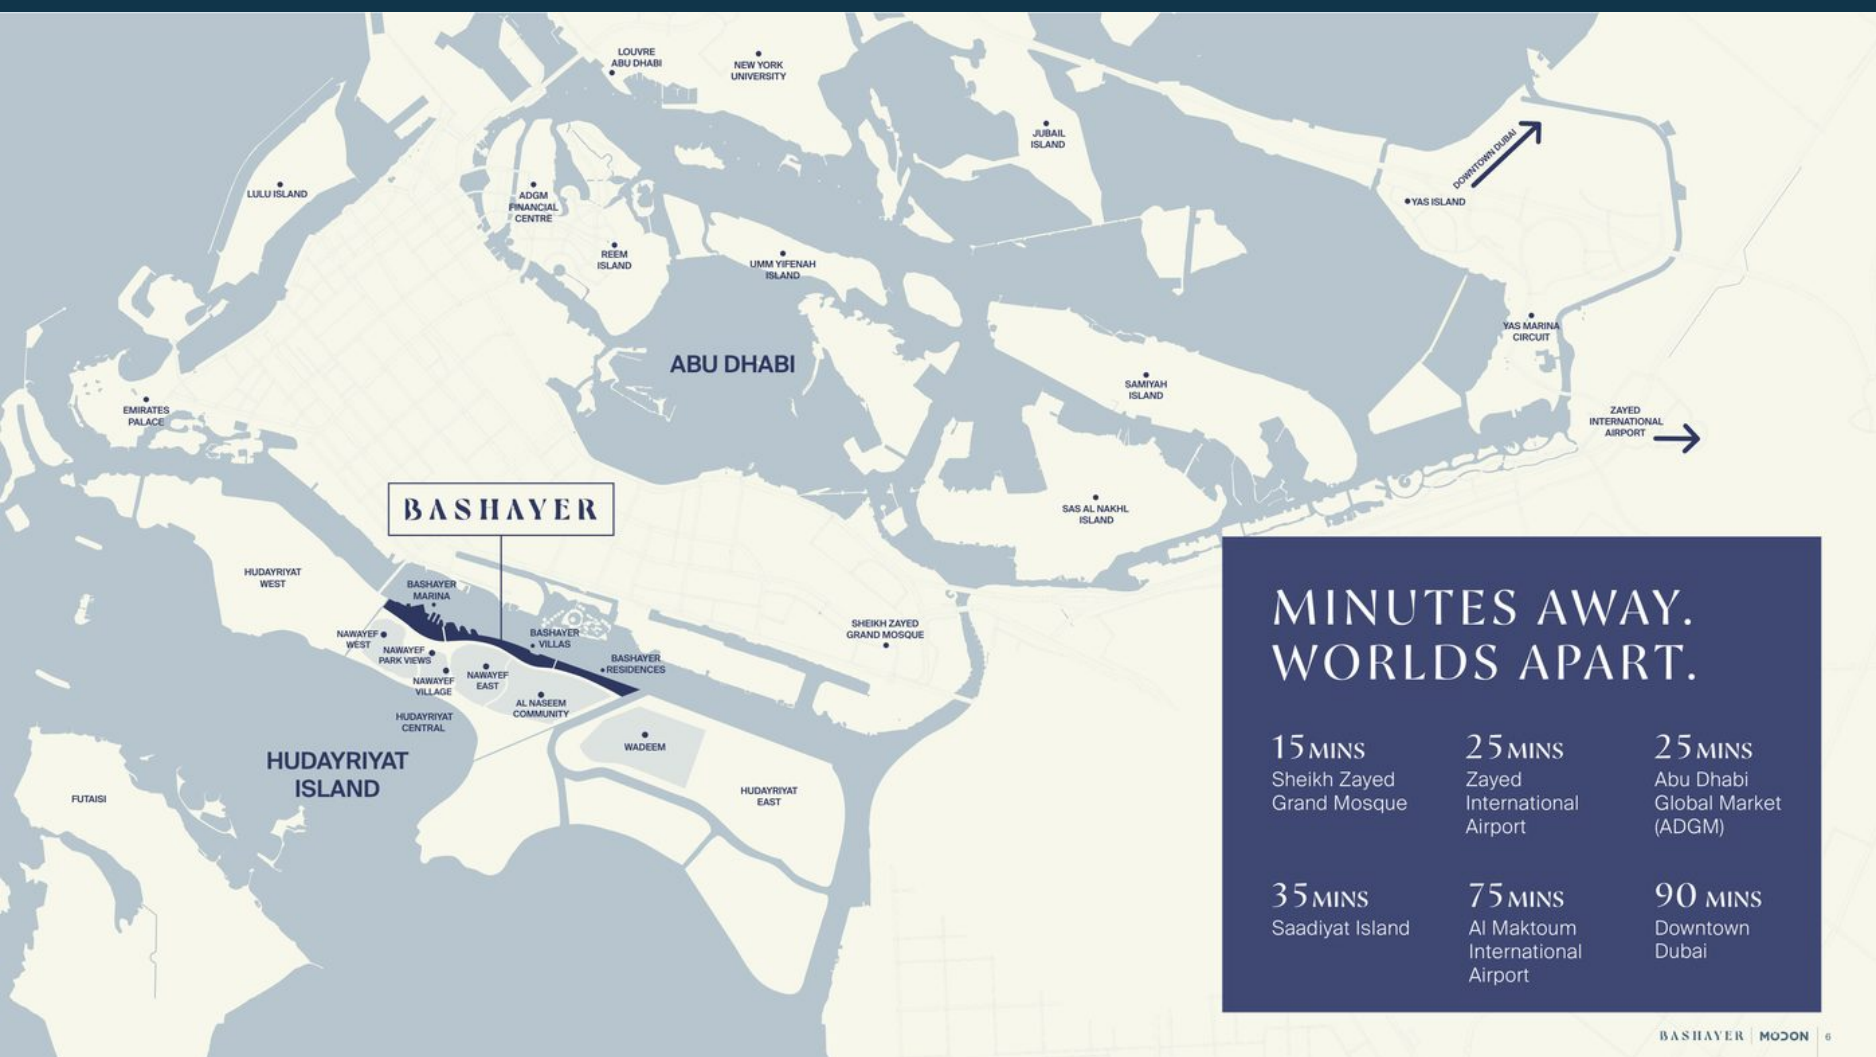 LOUVRE
ABU DHABI
NEW YORK
UNIVERSITY
JUBAIL
ISLAND
DOWNTOWN DUBAI
YAS ISLAND
LULU ISLAND
ADGM
FINANCIAL
CENTRE
REEM
ISLAND
UMM YIFENAH
ISLAND
YAS MARINA
CIRCUIT
ABU DHABI
SAMIYAH
ISLAND
EMIRATES
PALACE
ZAYED
INTERNATIONAL
AIRPORT
BASHAYER
SAS AL NAKHL
ISLAND
HUDAYRIYAT
WEST
BASHAYER
MARINA
NAWAYEF
WEST
NAWAYEF
PARK VIEWS
NAWAYEF
VILLAGE
NAWAYEF
EAST
BASHAYER
VILLAS
BASHAYER
RESIDENCES
SHEIKH ZAYED
GRAND MOSQUE
AL NASEEM
COMMUNITY
HUDAYRIYAT
CENTRAL
WADEEM
HUDAYRIYAT
ISLAND
HUDAYRIYAT
EAST
FUTAISI
MINUTES AWAY.
WORLDS APART.
15 MINS
Sheikh Zayed
Grand Mosque
25 MINS
Zayed
International
Airport
25 MINS
Abu Dhabi
Global Market
(ADGM)
35 MINS
Saadiyat Island
75 MINS
Al Maktoum
International
Airport
90 MINS
Downtown
Dubai
BASHAYER | MODON | 6